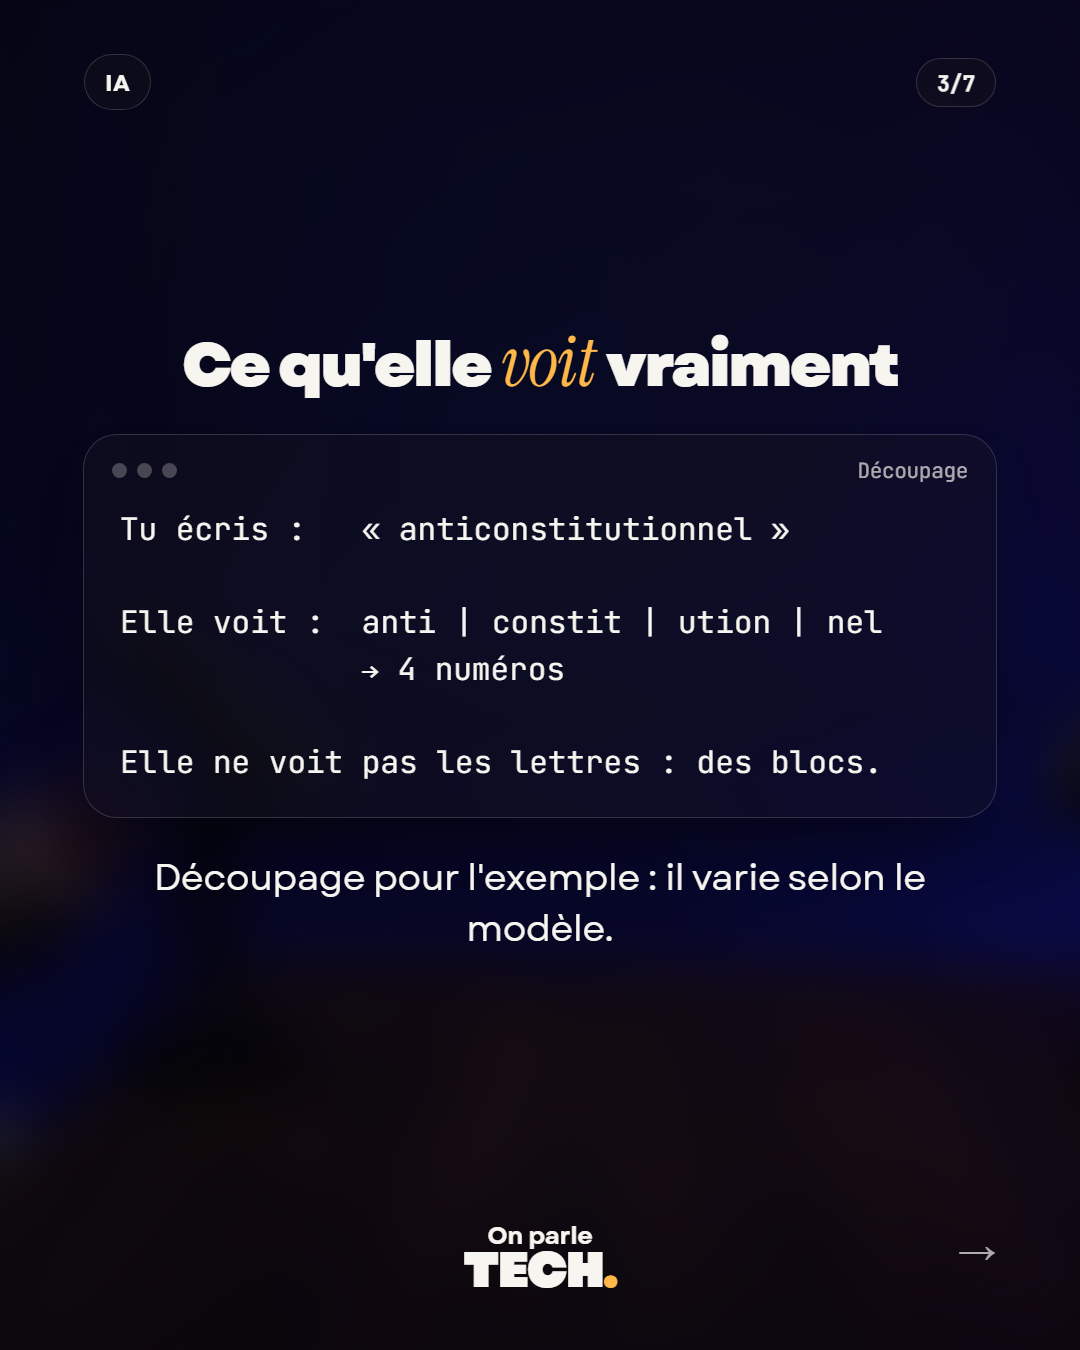 IA
3/7
Ce qu'elle voit vraiment
Découpage
Tu écris : « anticonstitutionnel »
Elle voit : anti | constit | ution | nel
→ 4 numéros
Elle ne voit pas les lettres : des blocs.
Découpage pour l'exemple : il varie selon le
modèle.
On parle
TECH.
→